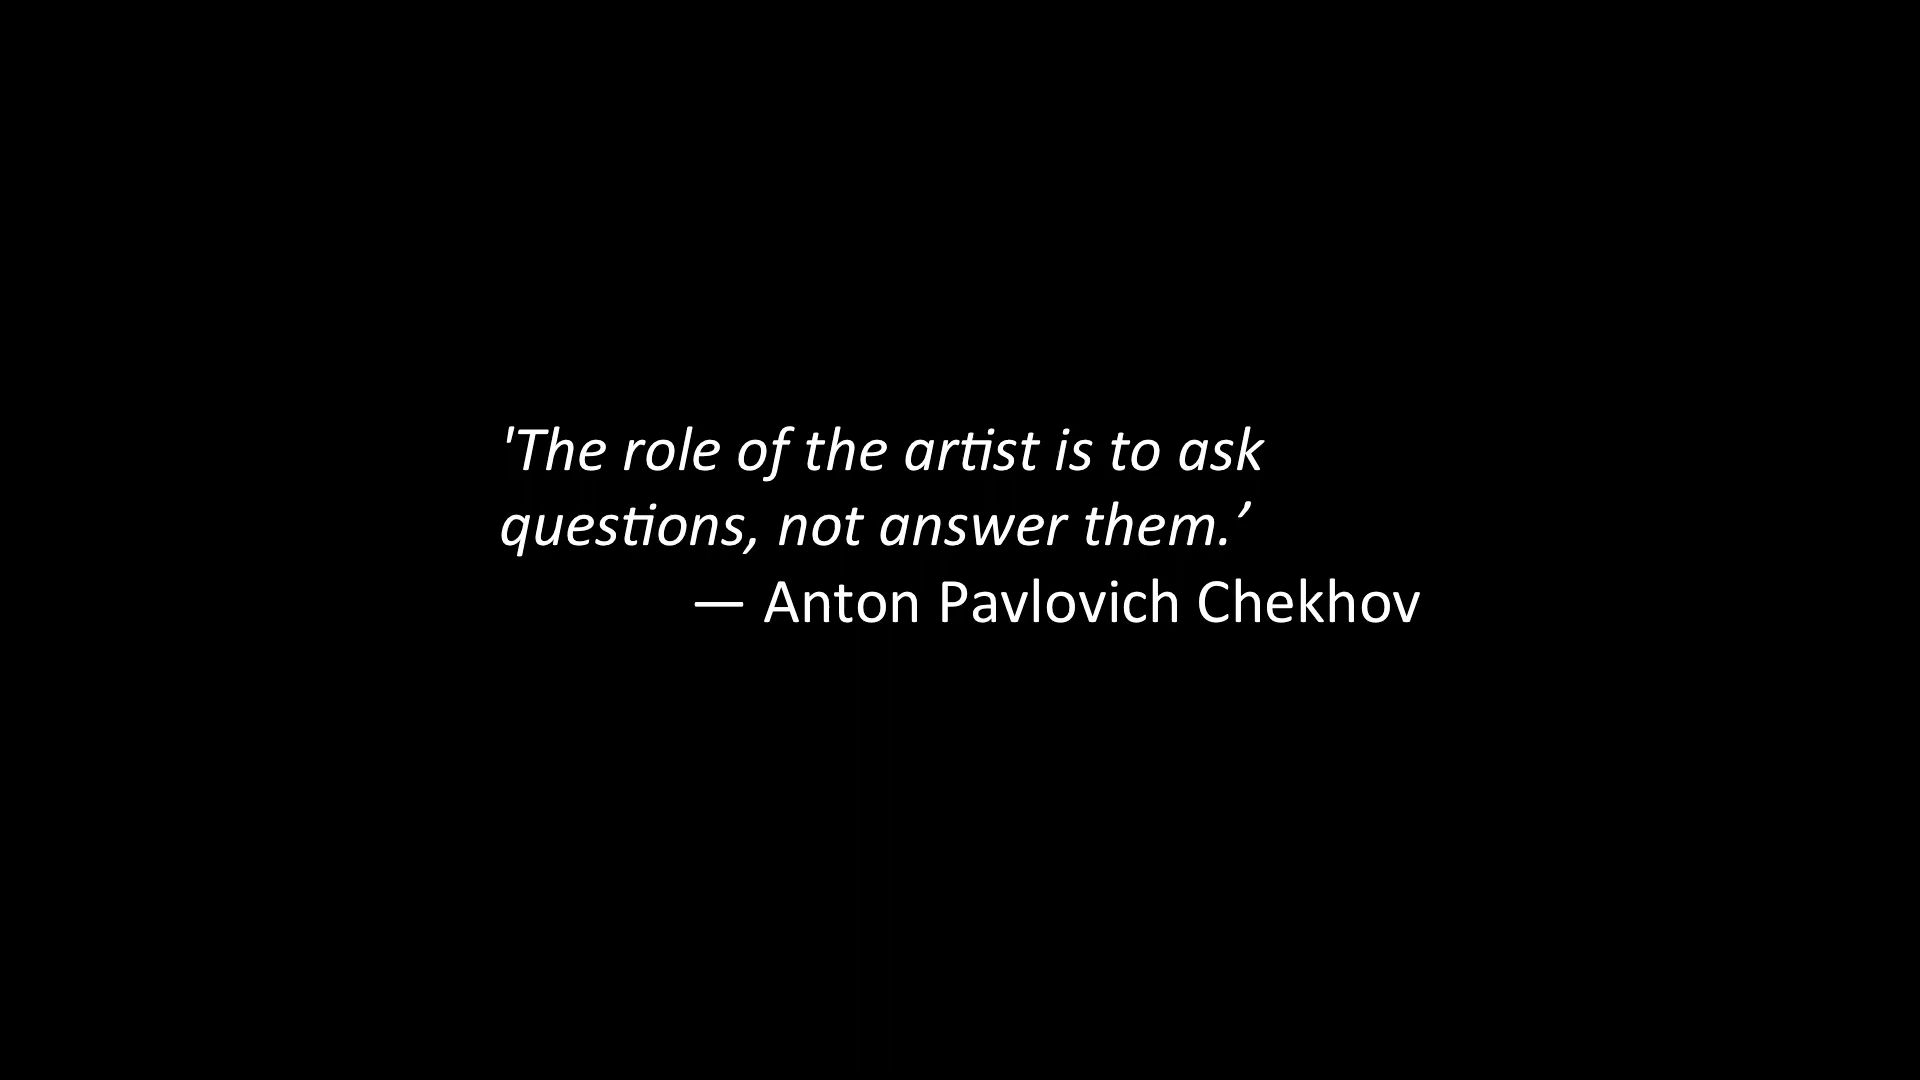 'The role of the artist is to ask
questions, not answer them.’
— Anton Pavlovich Chekhov